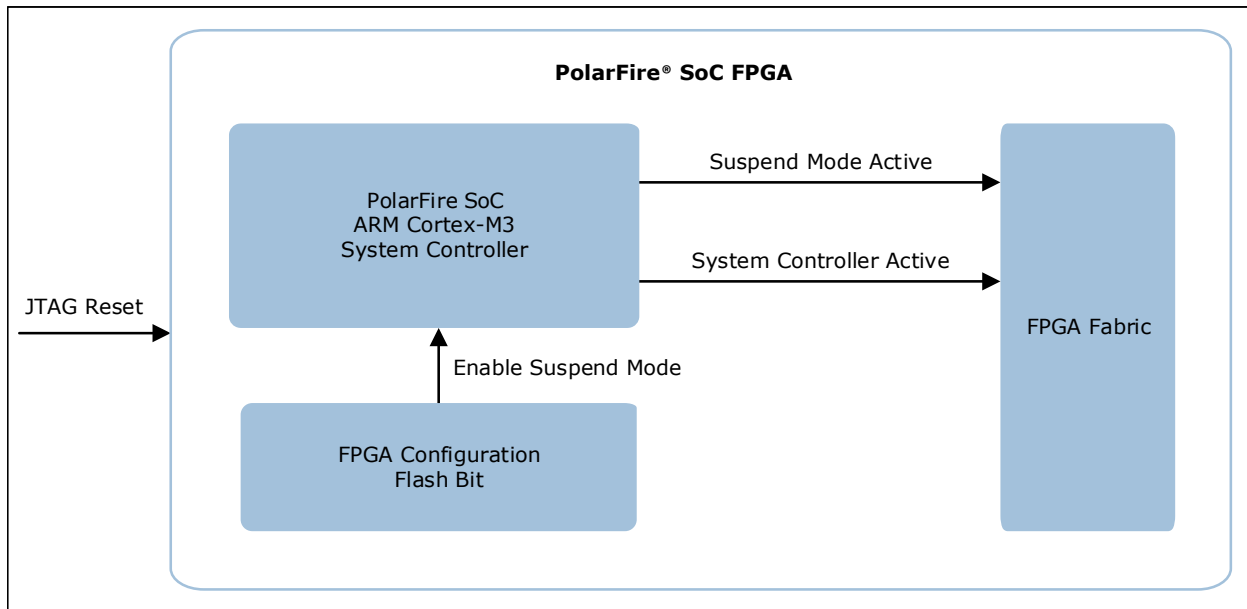 PolarFire® SoC FPGA
PolarFire SoC
ARM Cortex-M3
System Controller
Suspend Mode Active
System Controller Active
JTAG Reset
FPGA Fabric
Enable Suspend Mode
FPGA Configuration
Flash Bit